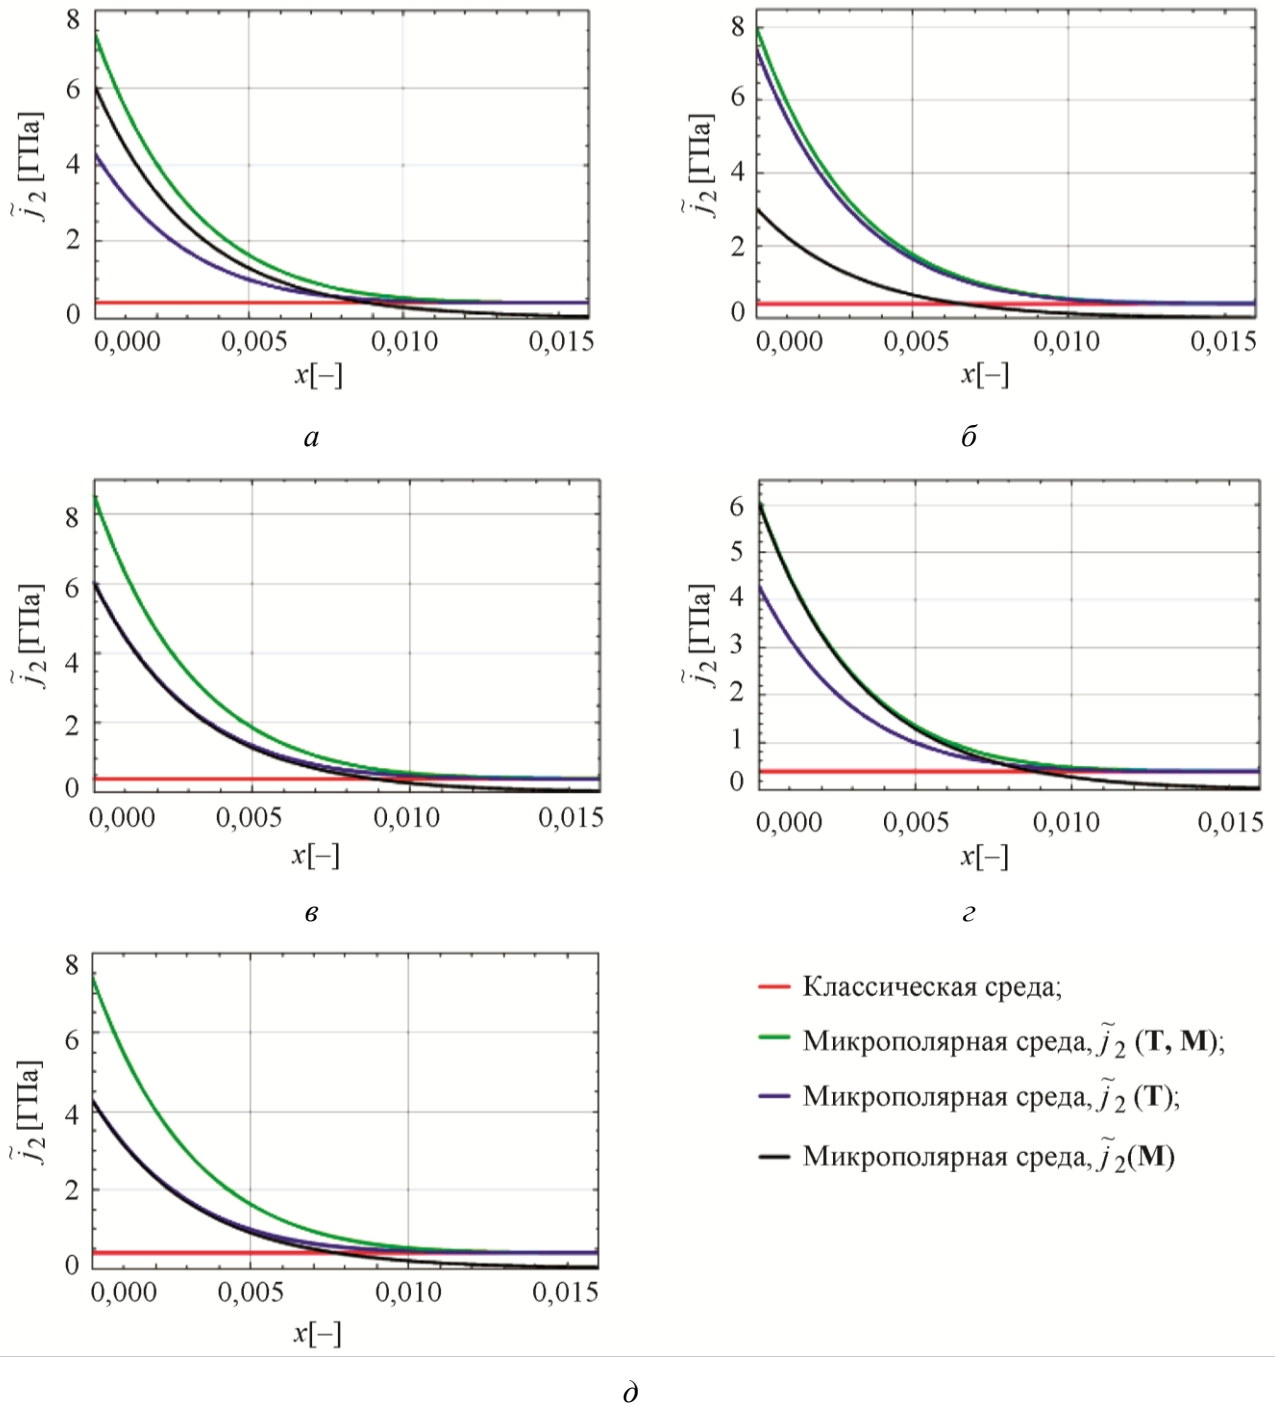 8
6
4
2
0
j̃ 2 [ГПа]
0,000 0,005 0,010 0,015
x[–]
а
8
6
4
2
0
j̃ 2 [ГПа]
0,000 0,005 0,010 0,015
x[–]
б
8
6
4
2
0
j̃ 2 [ГПа]
0,000 0,005 0,010 0,015
x[–]
в
6
5
4
3
2
1
0
j̃ 2 [ГПа]
0,000 0,005 0,010 0,015
x[–]
г
8
6
4
2
0
j̃ 2 [ГПа]
0,000 0,005 0,010 0,015
x[–]
Классическая среда;
Микрополярная среда, j̃ 2 (T, M);
Микрополярная среда, j̃ 2 (T);
Микрополярная среда, j̃ 2(M)
д